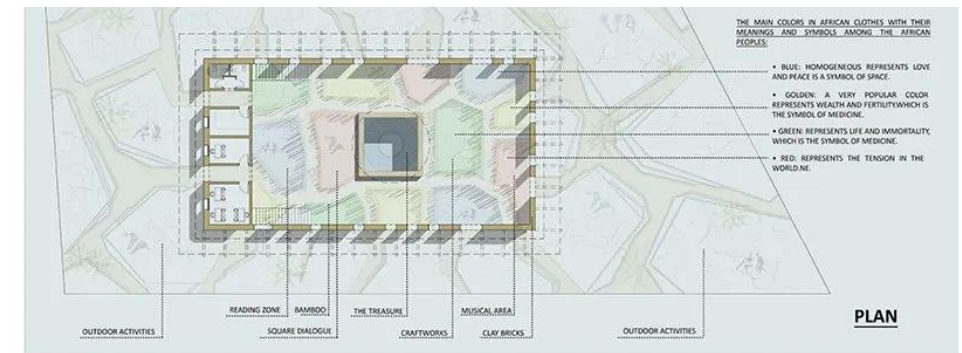 THE MAIN COLORS IN AFRICAN CLOTHES WITH THEIR
MEANINGS AND SYMBOLS AMONG THE AFRICAN
PEOPLES:
• BLUE: HOMOGENEOUS REPRESENTS LOVE
AND PEACE IS A SYMBOL OF SPACE.
• GOLDEN: A VERY POPULAR COLOR
REPRESENTS WEALTH AND FERTILITY.WHICH IS
THE SYMBOL OF MEDICINE.
• GREEN: REPRESENTS LIFE AND IMMORTALITY,
WHICH IS THE SYMBOL OF MEDICINE.
• RED: REPRESENTS THE TENSION IN THE
WORLD.NE.
READING ZONE BAMBOO THE TREASURE MUSICAL AREA
OUTDOOR ACTIVITIES SQUARE DIALOGUE CRAFTWORKS CLAY BRICKS OUTDOOR ACTIVITIES
PLAN